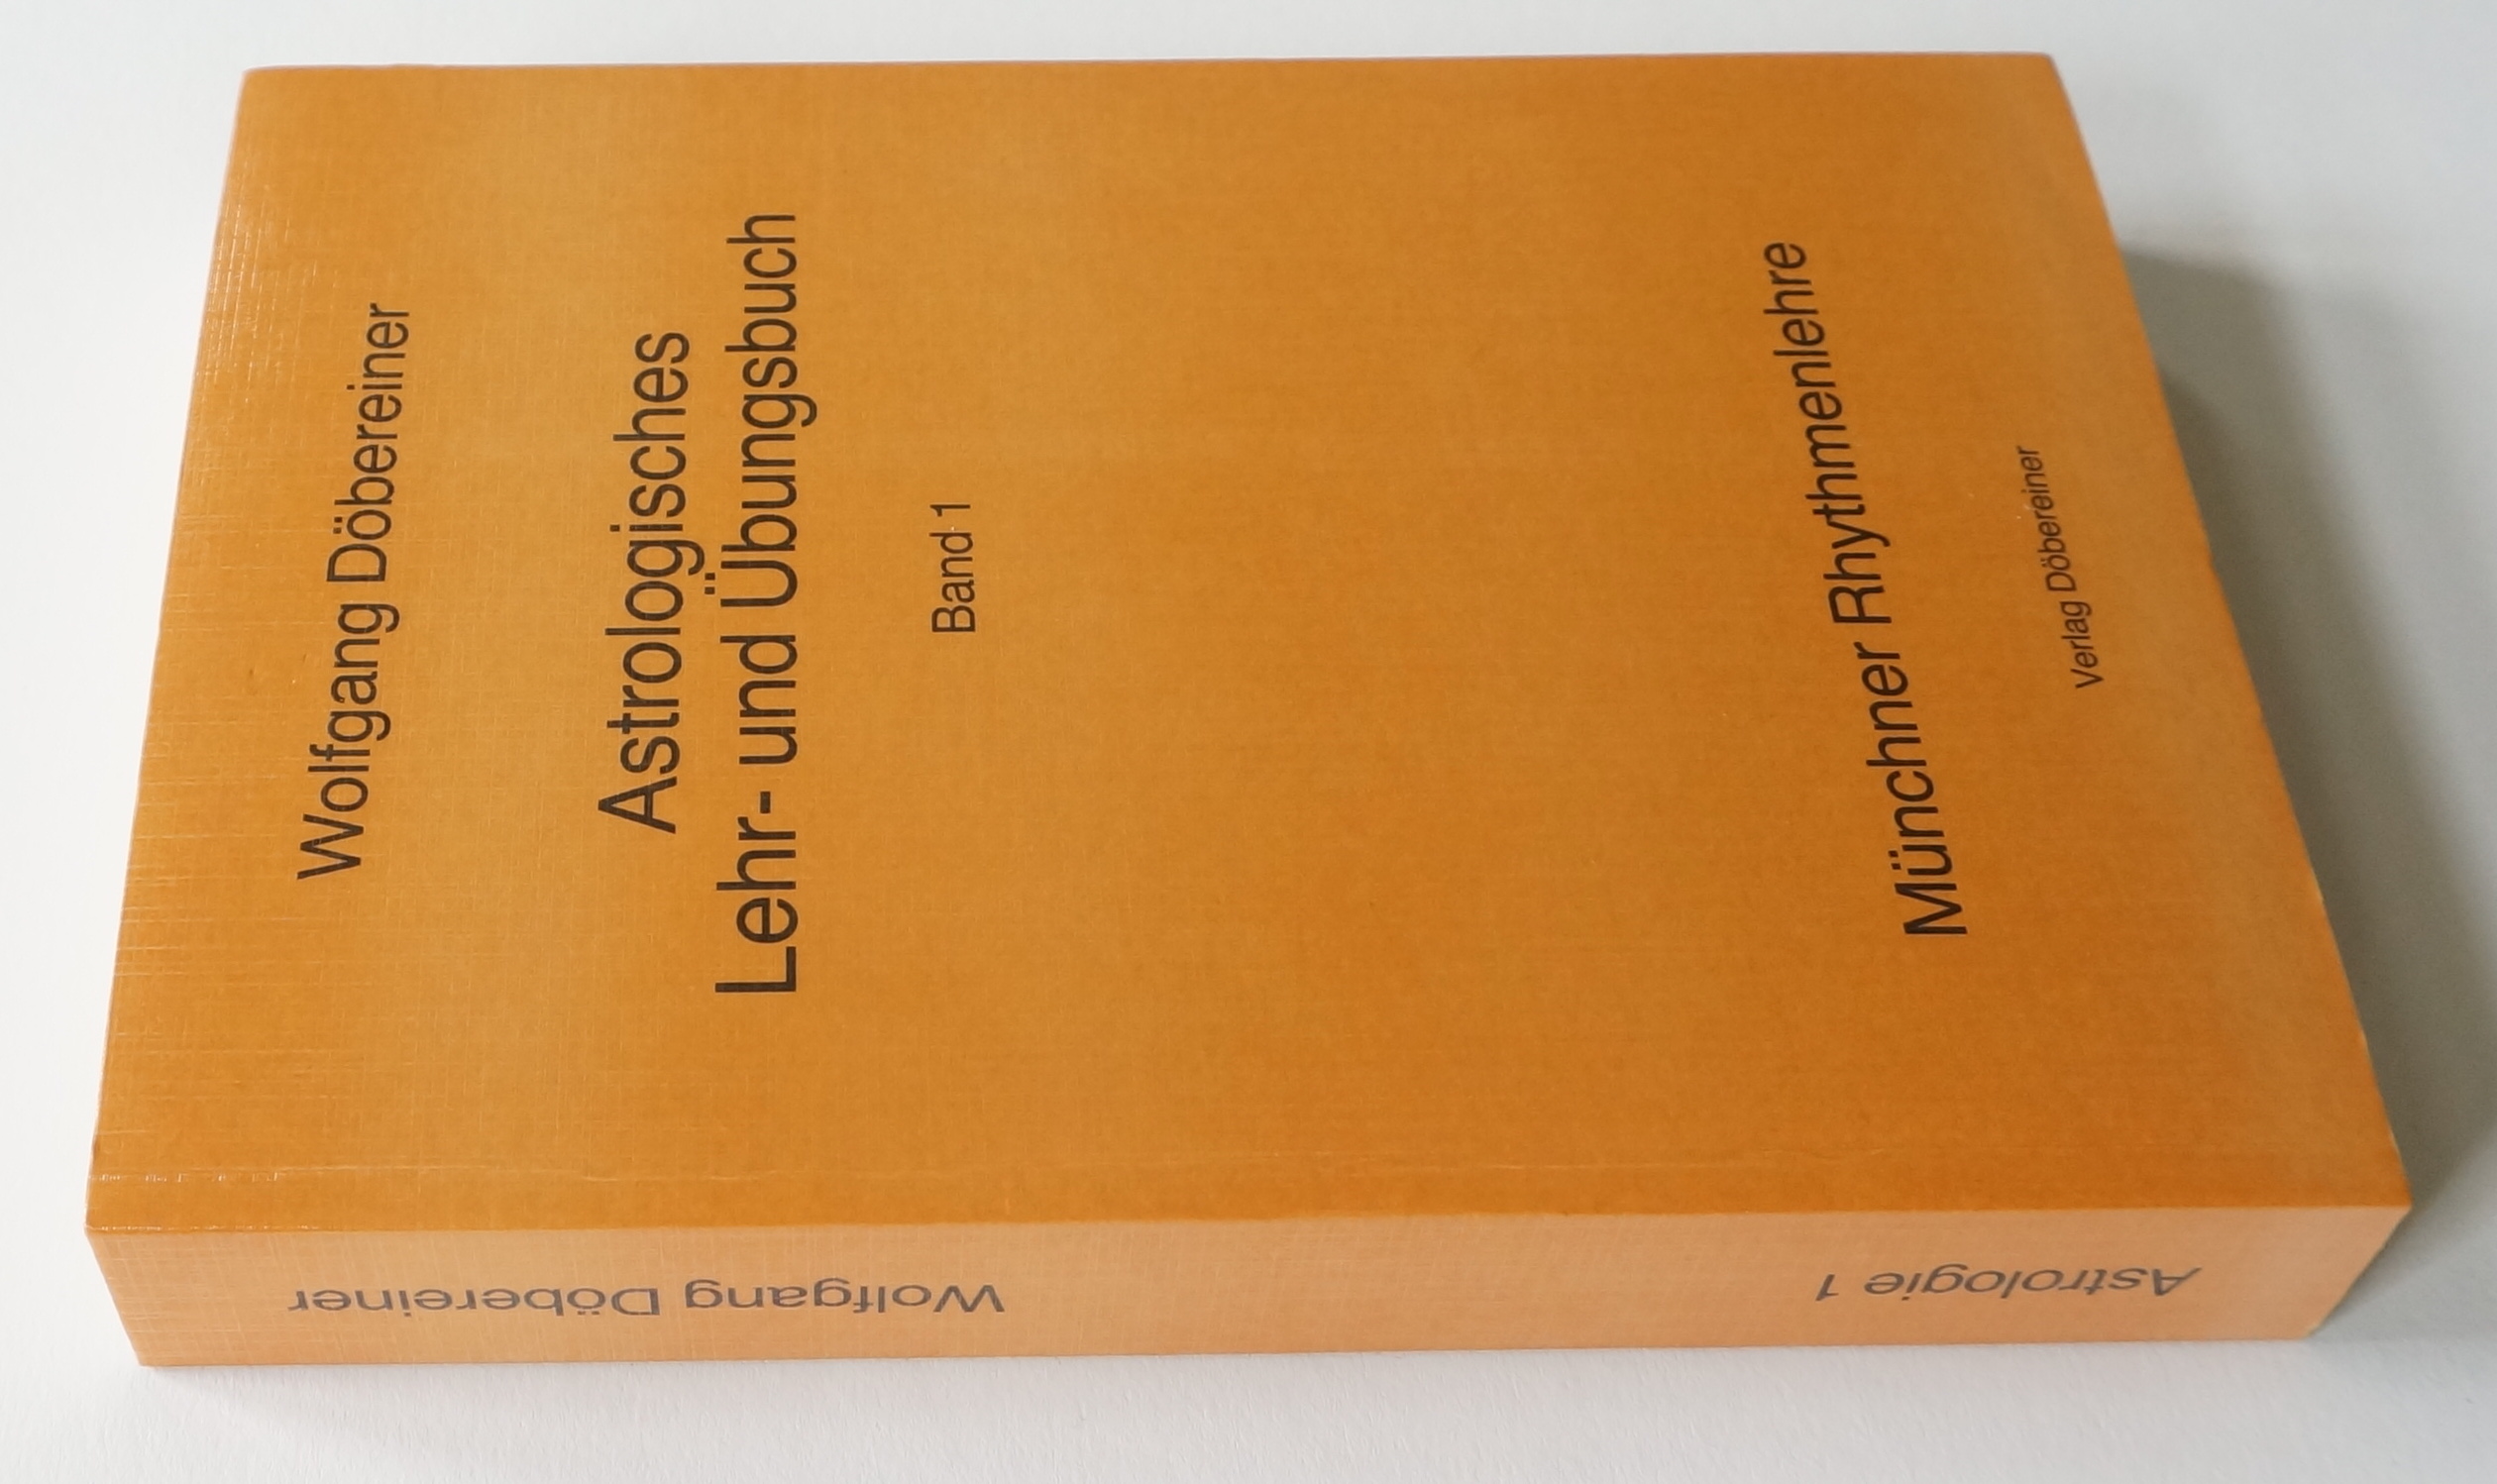 Wolfgang Döbereiner
Astrologisches
Lehr- und Übungsbuch
Band 1
Münchner Rhythmenlehre
Verlag Döbereiner
Astrologie 1
Wolfgang Döbereiner